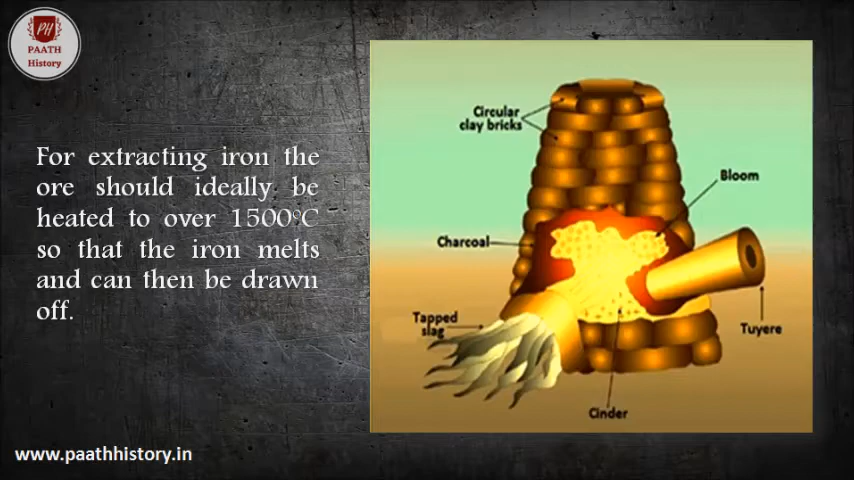 PH
PAATH
History
For extracting iron the
ore should ideally be
heated to over 1500°C
so that the iron melts
and can then be drawn
off.
Circular
clay bricks
Bloom
Charcoal
Tapped
slag
Tuyere
Cinder
www.paathhistory.in